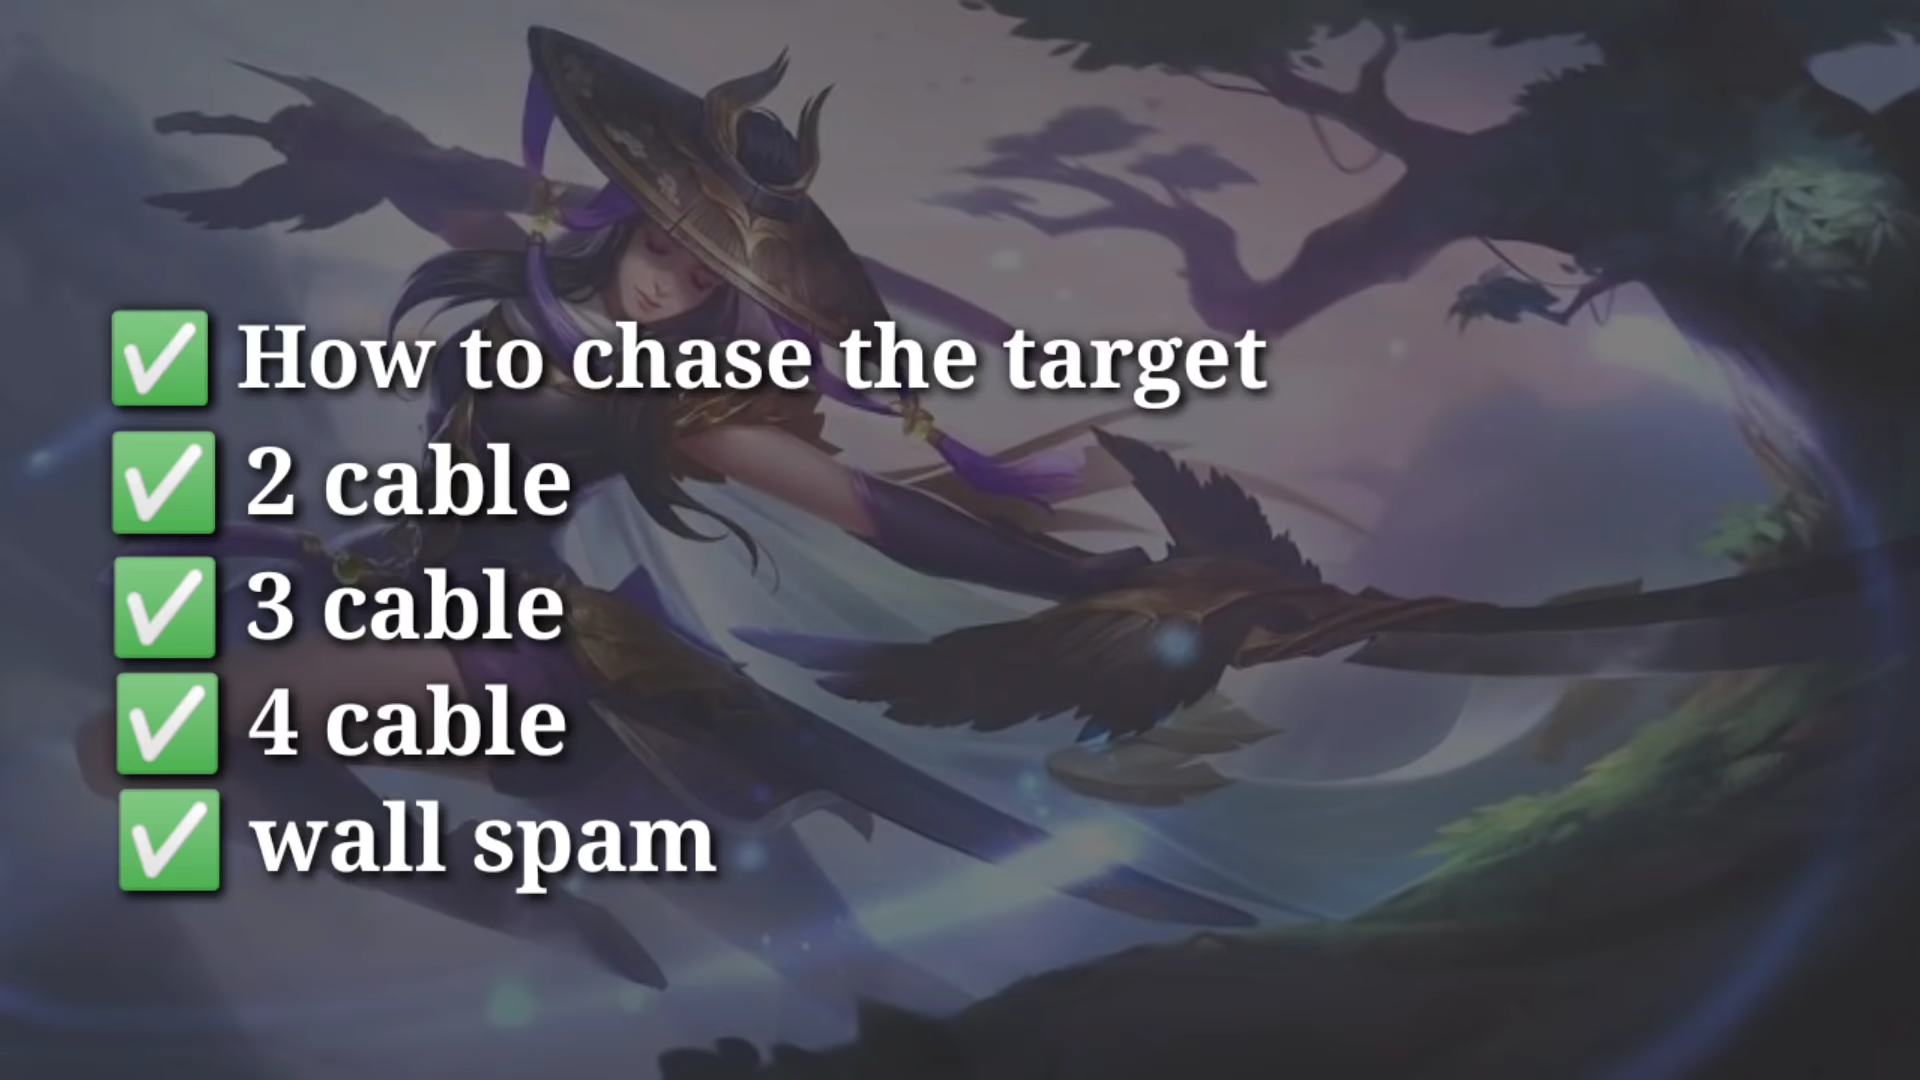 ✅ How to chase the target
✅ 2 cable
✅ 3 cable
✅ 4 cable
✅ wall spam